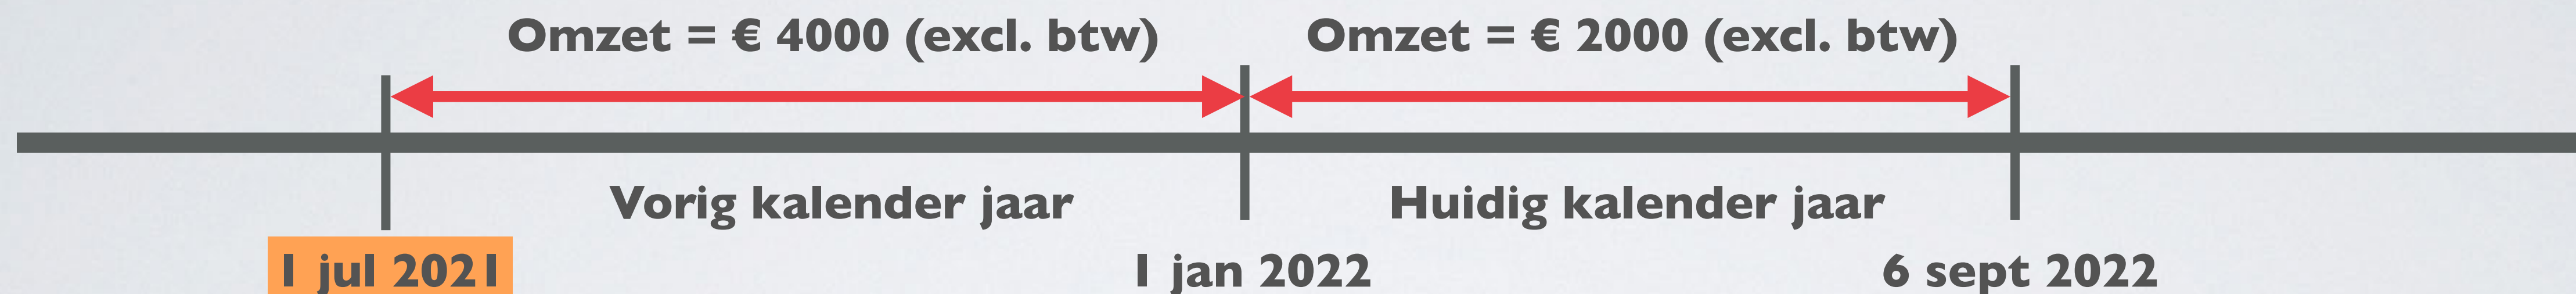 Omzet = € 4000 (excl. btw) Omzet = € 2000 (excl. btw)
Vorig kalender jaar Huidig kalender jaar
1 jul 2021 1 jan 2022 6 sept 2022